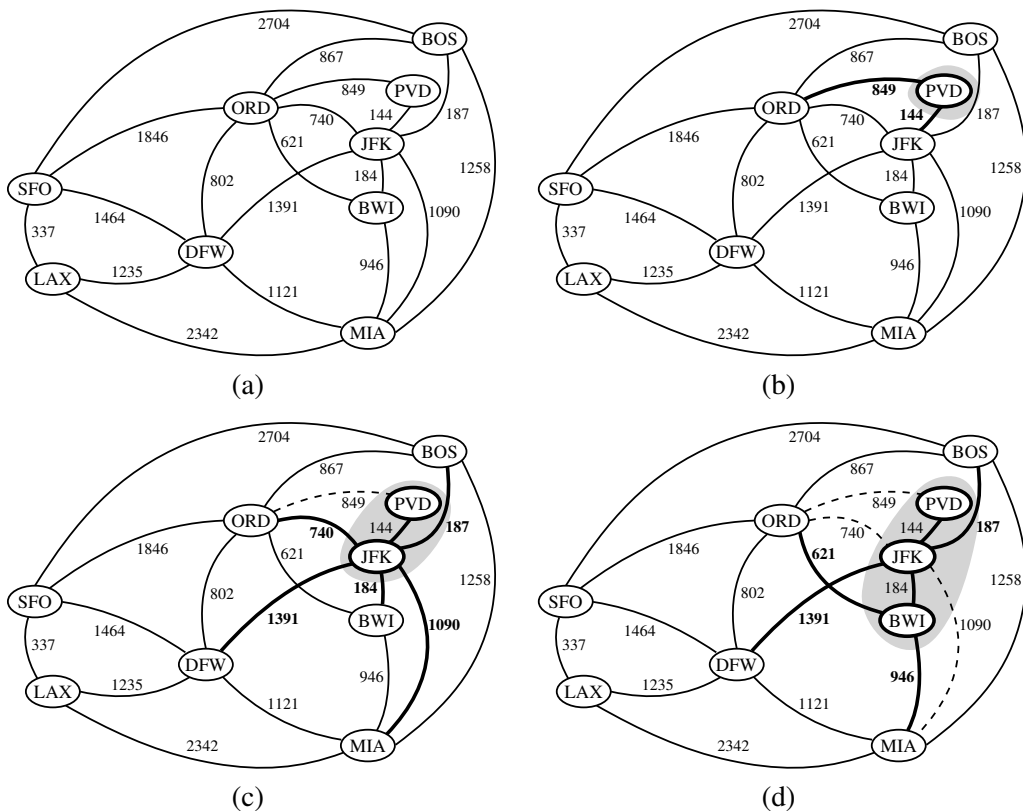 2704
BOS
867
849
PVD
ORD
740
144
187
1846
JFK
621
1258
SFO
802
184
1391
BWI
1090
1464
337
DFW
946
LAX
1235
1121
2342
MIA
(a)
2704
BOS
867
849
PVD
ORD
740
144
187
1846
JFK
621
1258
SFO
802
184
1391
BWI
1090
1464
337
DFW
946
LAX
1235
1121
2342
MIA
(b)
2704
BOS
867
849
PVD
ORD
740
144
187
1846
JFK
621
1258
SFO
802
184
1391
BWI
1090
1464
337
DFW
946
LAX
1235
1121
2342
MIA
(c)
2704
BOS
867
849
PVD
ORD
740
144
187
1846
JFK
621
1258
SFO
802
184
1391
BWI
1090
1464
337
DFW
946
LAX
1235
1121
2342
MIA
(d)